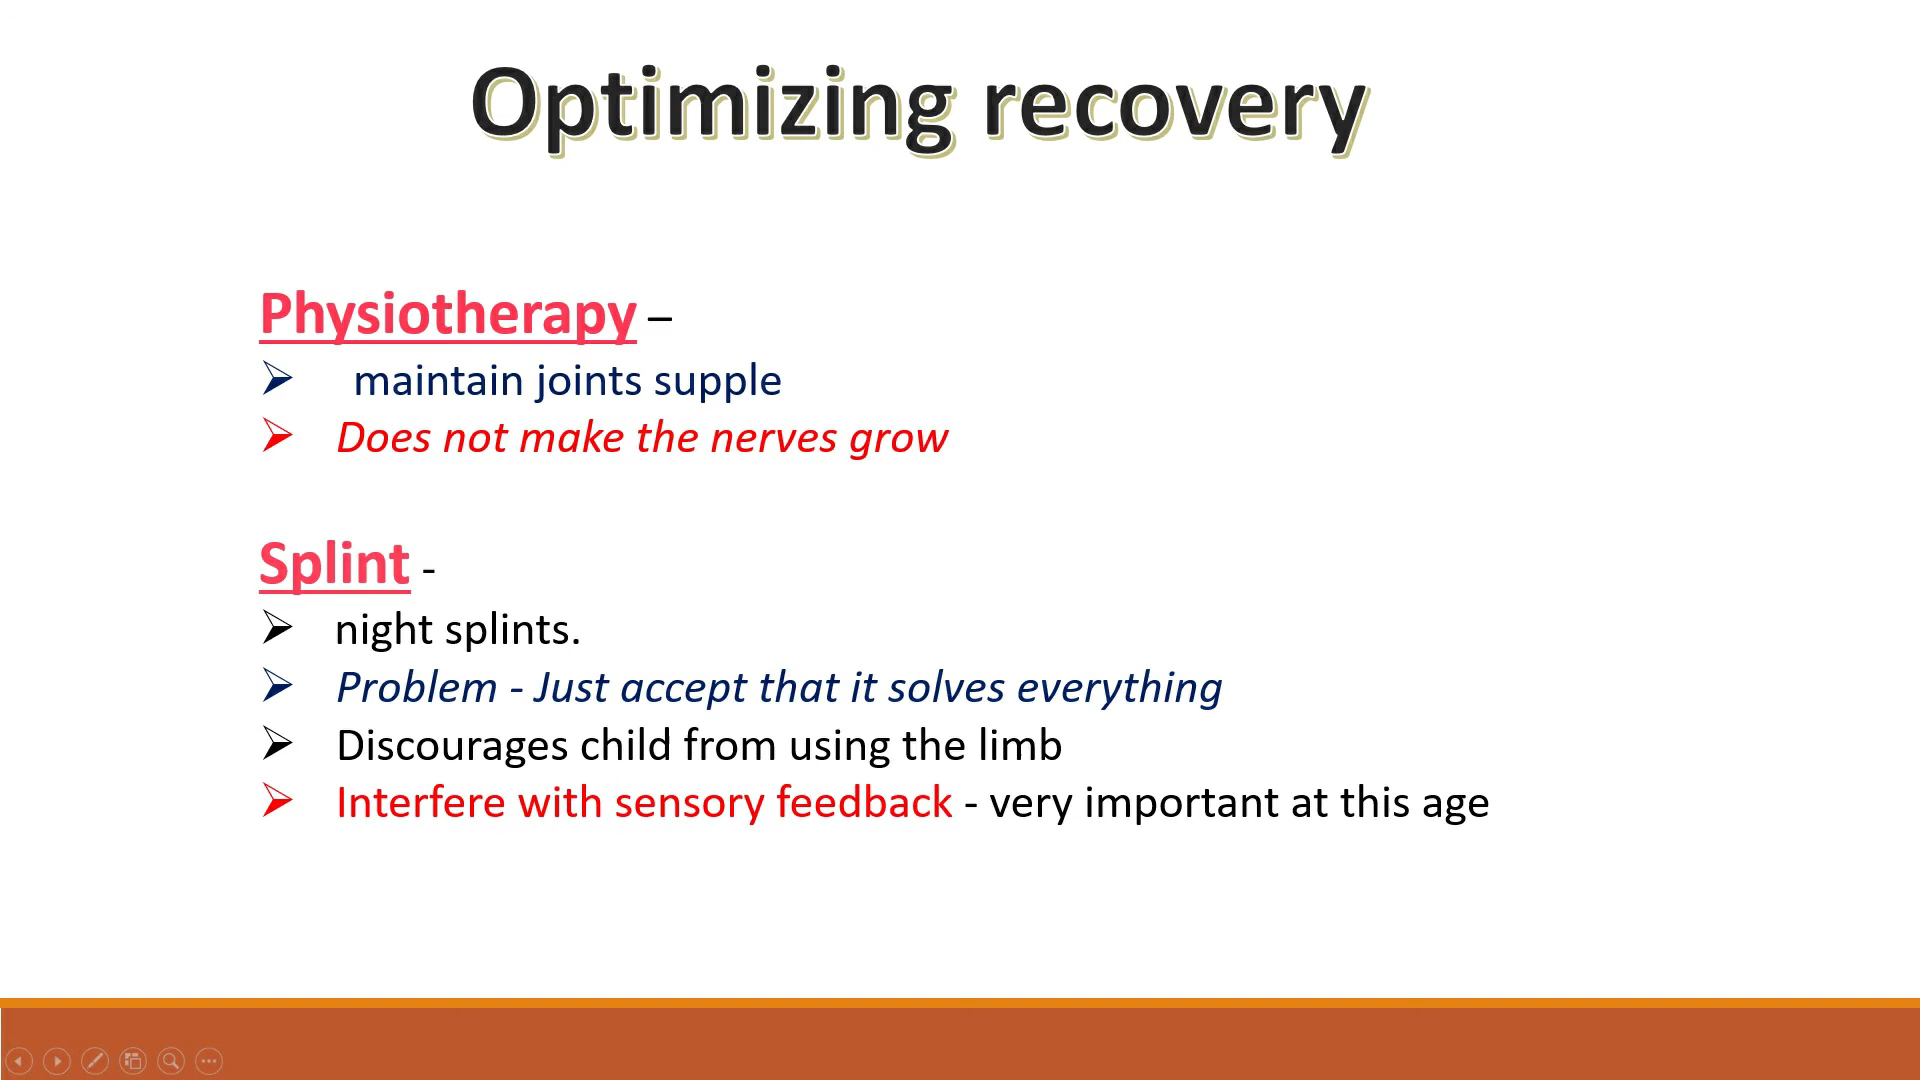 Optimizing recovery
Physiotherapy –
➢ maintain joints supple
➢ Does not make the nerves grow
Splint -
➢ night splints.
➢ Problem - Just accept that it solves everything
➢ Discourages child from using the limb
➢ Interfere with sensory feedback - very important at this age